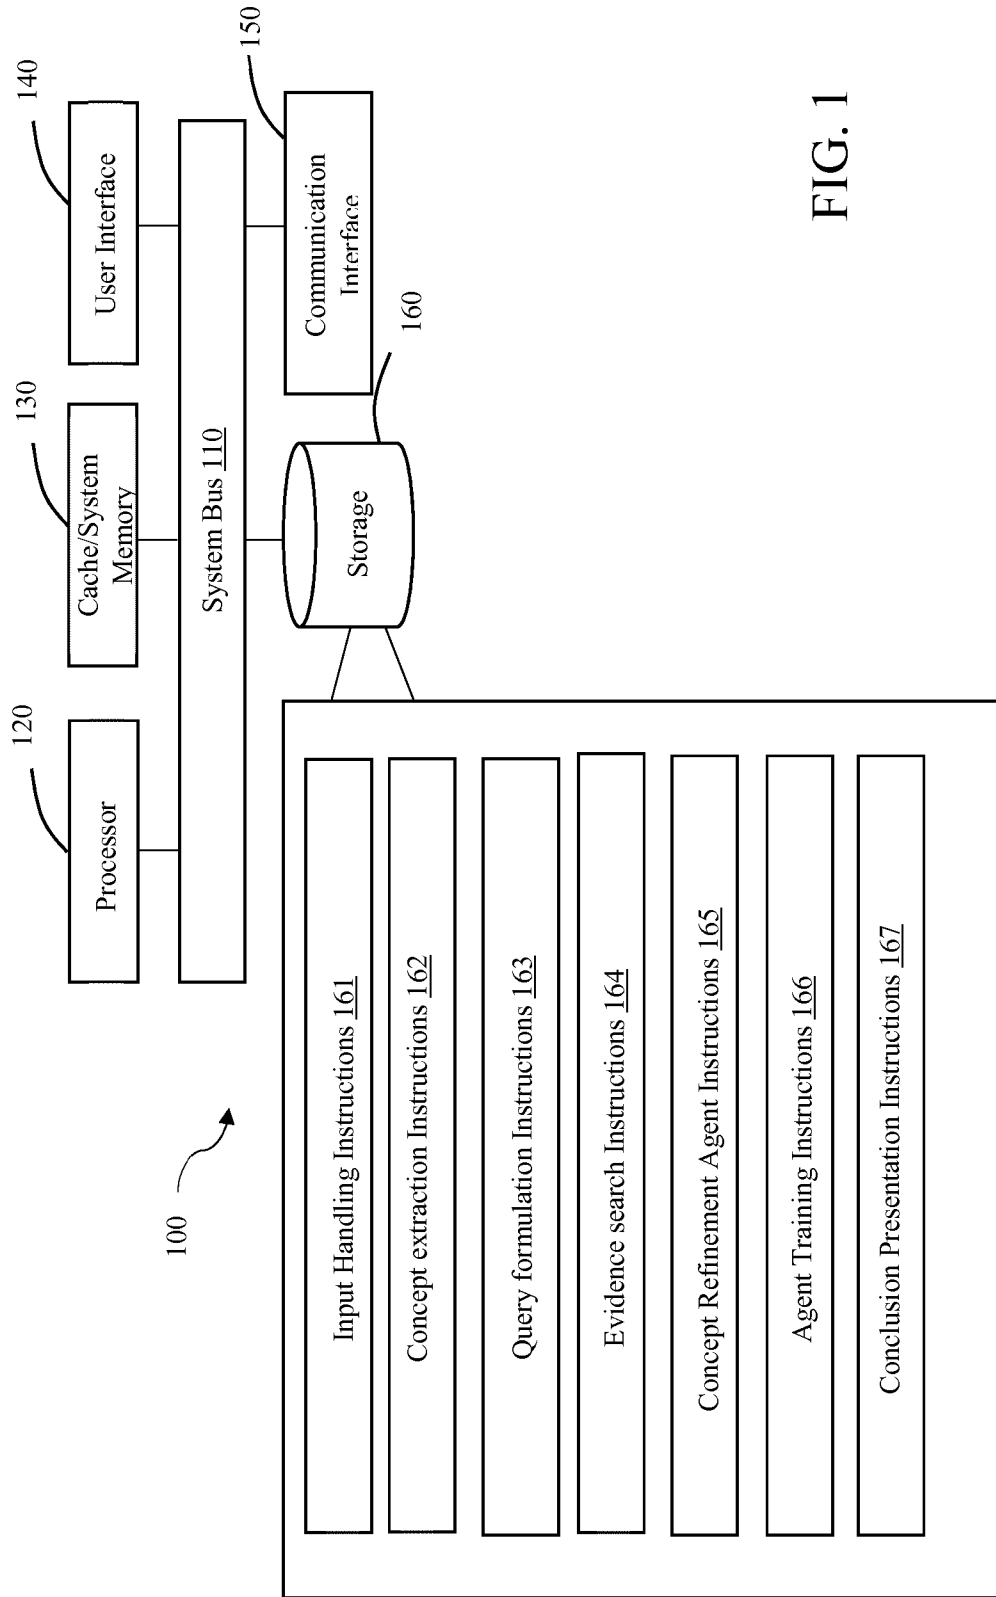 120
130
140
150
Processor
Cache/System
Memory
User Interface
System Bus 110
Communication
Interface
Storage
160
100
Input Handling Instructions 161
Concept extraction Instructions 162
Query formulation Instructions 163
Evidence search Instructions 164
Concept Refinement Agent Instructions 165
Agent Training Instructions 166
Conclusion Presentation Instructions 167
FIG. 1